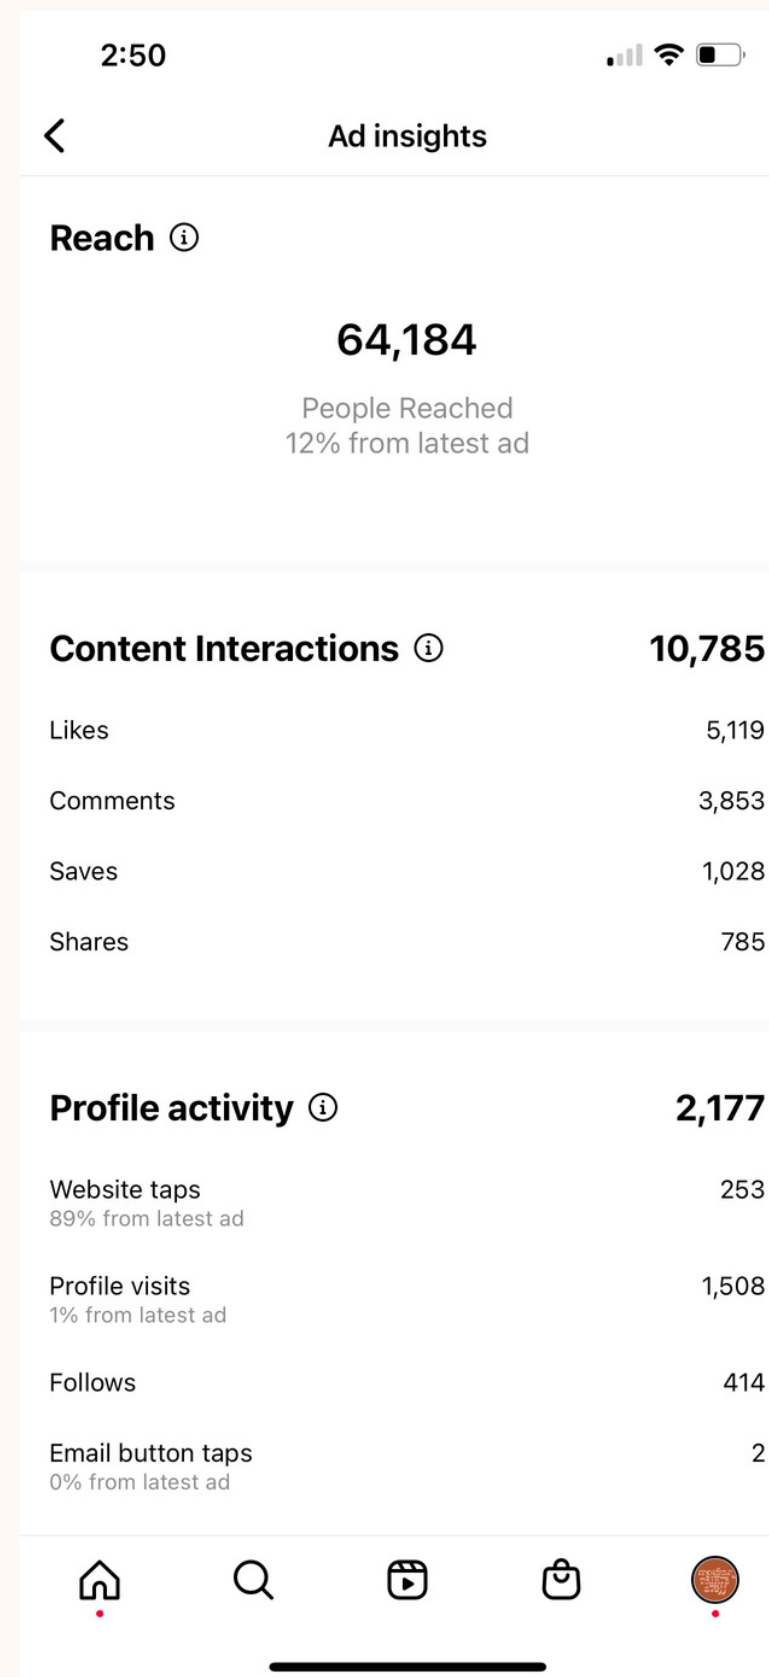 2:50
Ad insights
Reach
64,184
People Reached
12% from latest ad
Content Interactions 10,785
Likes 5,119
Comments 3,853
Saves 1,028
Shares 785
Profile activity 2,177
Website taps 253
89% from latest ad
Profile visits 1,508
1% from latest ad
Follows 414
Email button taps 2
0% from latest ad